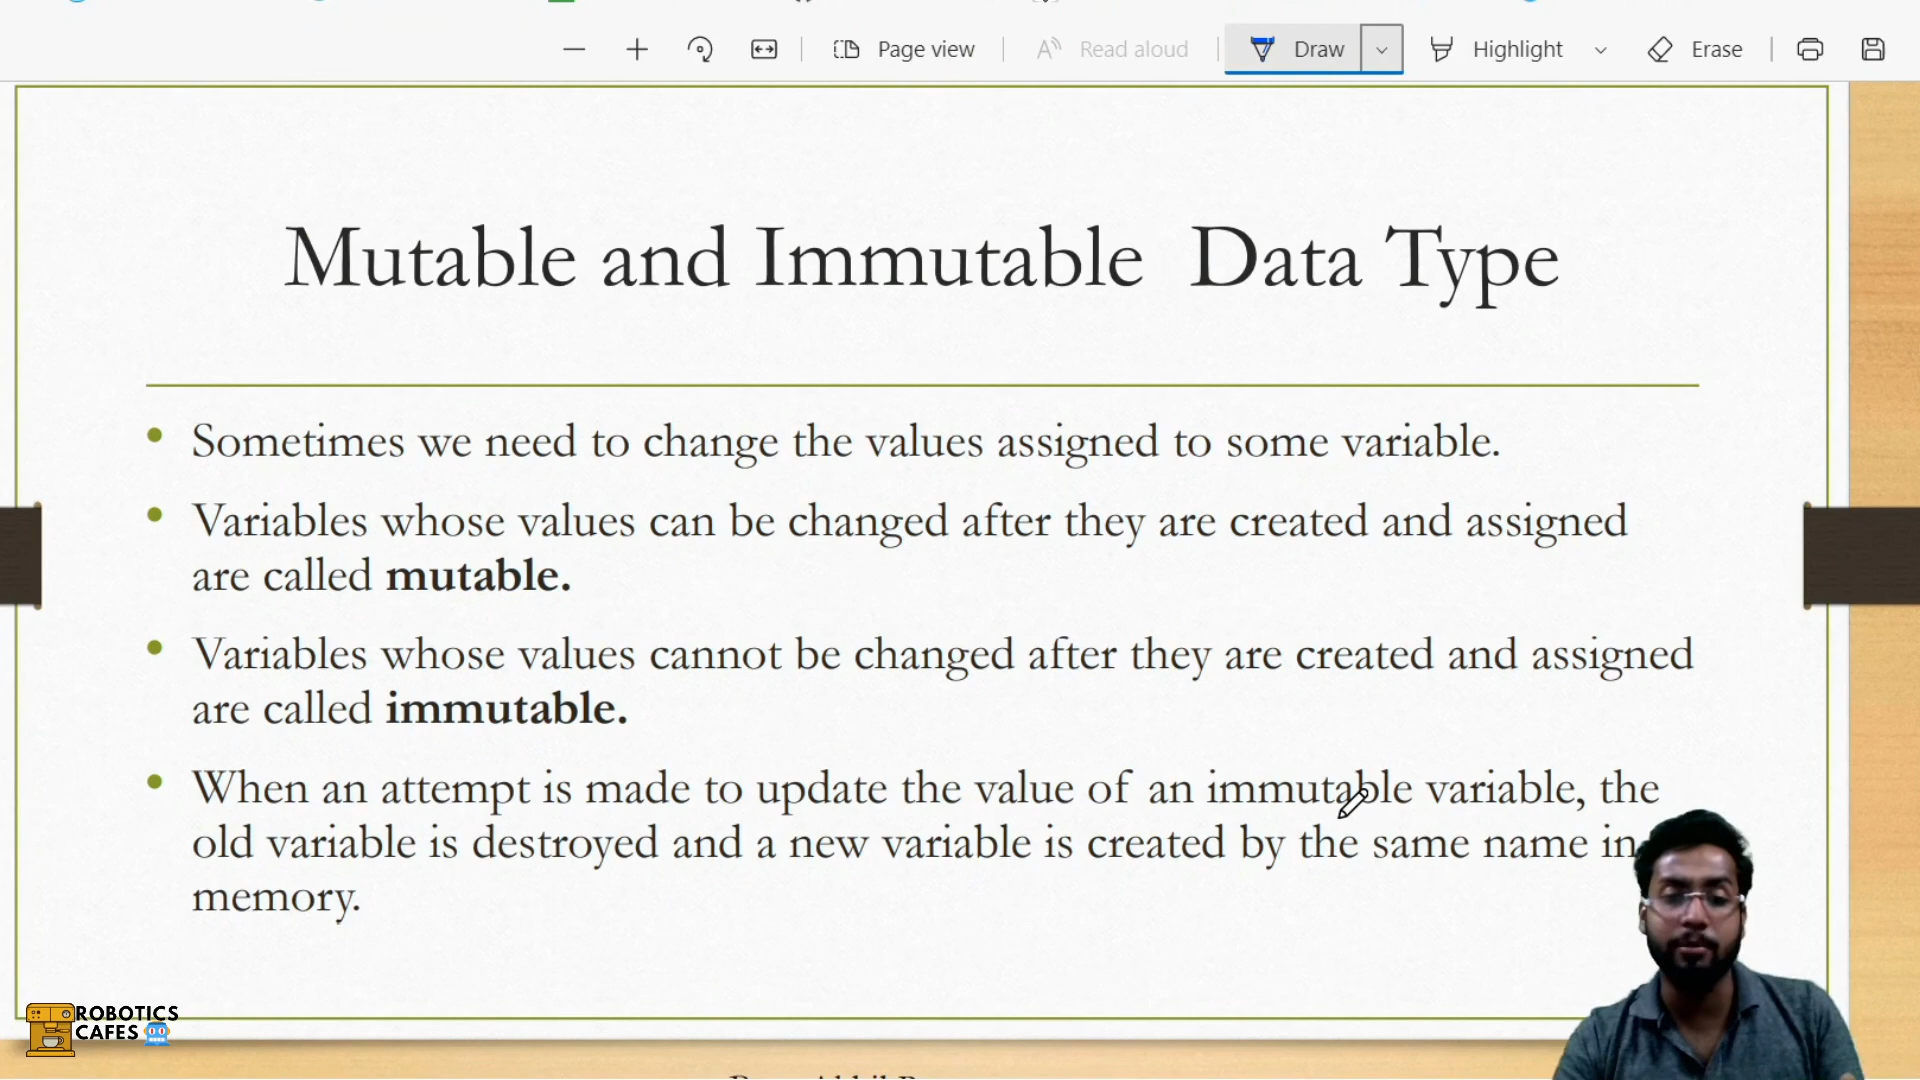 Page view
Read aloud
Draw
Highlight
Erase
Mutable and Immutable Data Type
Sometimes we need to change the values assigned to some variable.
Variables whose values can be changed after they are created and assigned
are called mutable.
Variables whose values cannot be changed after they are created and assigned
are called immutable.
When an attempt is made to update the value of an immutable variable, the
old variable is destroyed and a new variable is created by the same name in
memory.
ROBOTICS
CAFES